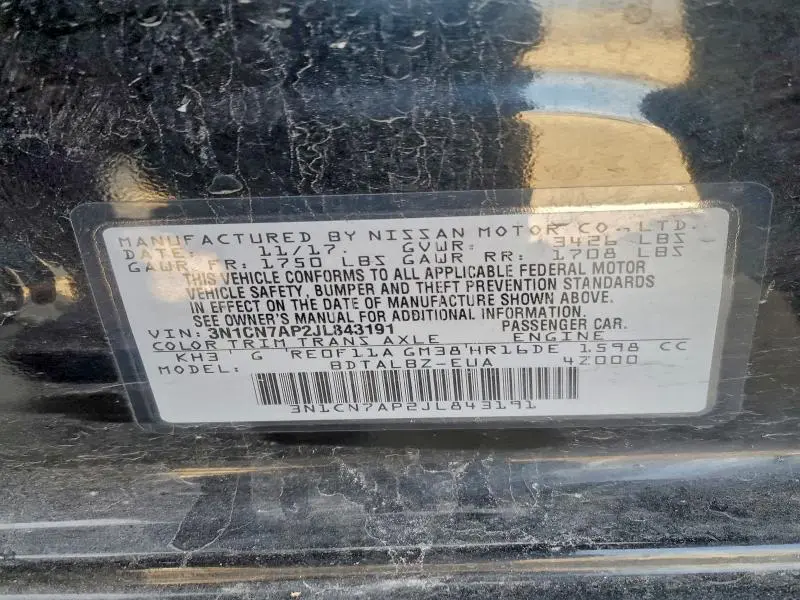 MANUFACTURED BY NISSAN MOTOR CO., LTD.
DATE: 11/17. GVWR: 3426 LBS
GAWR FR: 1750 LBS GAWR RR: 1708 LBS
THIS VEHICLE CONFORMS TO ALL APPLICABLE FEDERAL MOTOR
VEHICLE SAFETY, BUMPER AND THEFT PREVENTION STANDARDS
IN EFFECT ON THE DATE OF MANUFACTURE SHOWN ABOVE.
SEE OWNER'S MANUAL FOR ADDITIONAL INFORMATION.
VIN: 3N1CN7AP2JL843191 PASSENGER CAR.
COLOR TRIM TRANS AXLE ENGINE
KH3 G RE0F11A GM38 HR16DE 1,598 CC
MODEL: BDTALBZ-EUA 42000
3N1CN7AP2JL843191